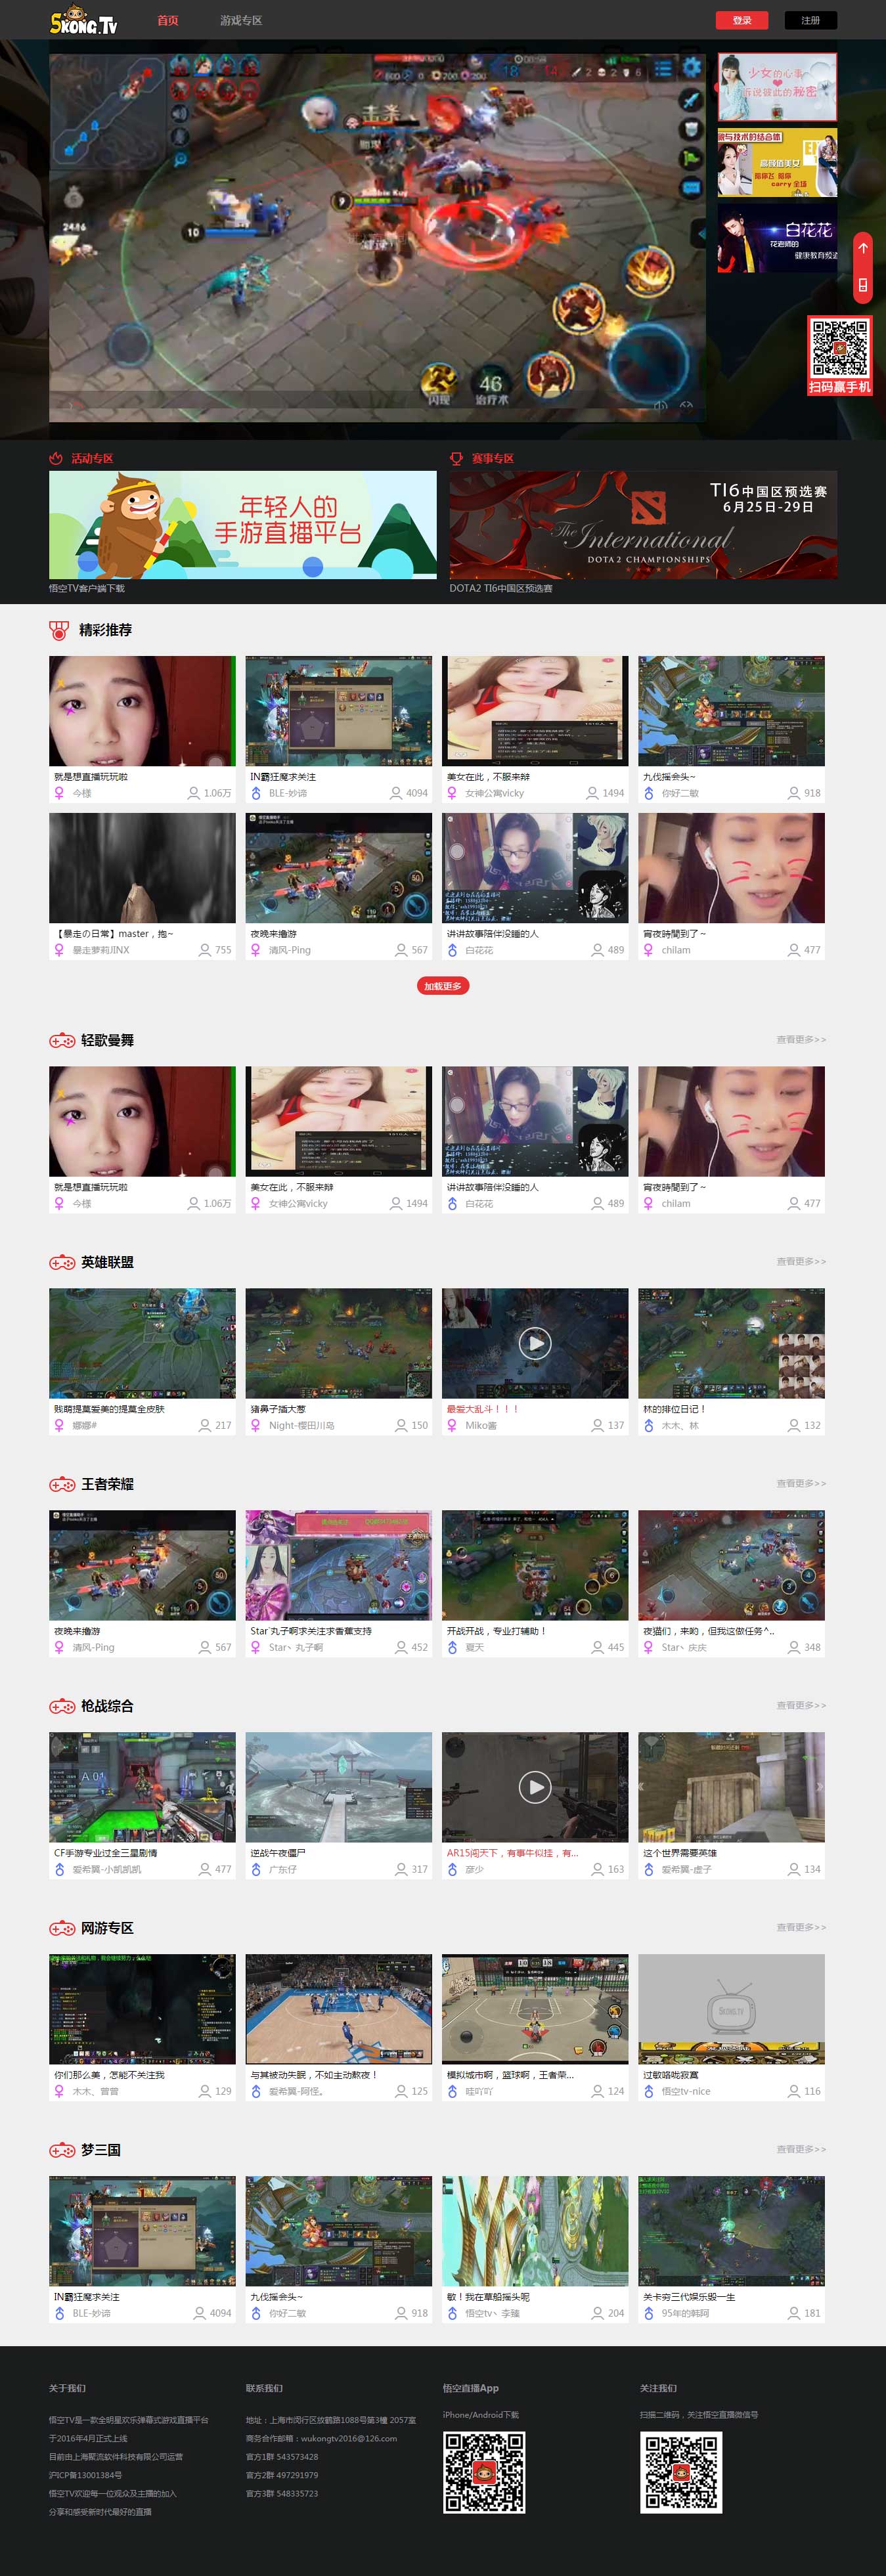 5KONG.TV
首页
游戏专区
登录
注册
击杀
Bobbie Kuy
9
10
2486
46
闪现
治疗术
少女的心事
听说彼此的秘密
貌与技术的结合体
高颜值美女
carry 全场
白花花
花老师的
健康教育频道
扫码赢手机
活动专区
赛事专区
年轻人的
手游直播平台
TI6中国区预选赛
6月25日-29日
The International
DOTA2 CHAMPIONSHIPS
悟空TV客户端下载
DOTA2 TI6中国区预选赛
精彩推荐
就是想直播玩玩啦
今様
1.06万
IN霸狂魔求关注
BLE-妙谛
4094
美女在此，不服来辩
女神公寓vicky
1494
九伐摇会头~
你好二敏
918
【暴走の日常】master，抱~
暴走萝莉JINX
755
夜晚来撸游
清风-Ping
567
讲讲故事陪伴没睡的人
白花花
489
宵夜時間到了～
chilam
477
加载更多
轻歌曼舞
查看更多>>
就是想直播玩玩啦
今様
1.06万
美女在此，不服来辩
女神公寓vicky
1494
讲讲故事陪伴没睡的人
白花花
489
宵夜時間到了～
chilam
477
英雄联盟
查看更多>>
贱萌提莫爱美的提莫全皮肤
娜娜#
217
猪鼻子插大葱
Night-樱田川岛
150
最爱大乱斗！！！
Miko酱
137
林的排位日记！
木木、林
132
王者荣耀
查看更多>>
夜晚来撸游
清风-Ping
567
Star`丸子啊求关注求香蕉支持
Star丶丸子啊
452
开战开战，专业打辅助！
夏天
445
夜猫们，来哟，但我这做任务^..
Star丶庆庆
348
枪战综合
查看更多>>
CF手游专业过全三星剧情
爱希翼-小凯凯凯
477
逆战午夜僵尸
广东仔
317
AR15闯天下，有事午似挂，有...
彦少
163
这个世界需要英雄
爱希翼-虚子
134
网游专区
查看更多>>
你们那么美，怎能不关注我
木木、曾曾
129
与其被动失眠，不如主动熬夜！
爱希翼-阿怪。
125
模拟城市啊，篮球啊，王者荣...
哇吖吖
124
5KONG.TV
过敏咯咙寂寞
悟空tv-nice
116
梦三国
查看更多>>
IN霸狂魔求关注
BLE-妙谛
4094
九伐摇会头~
你好二敏
918
敏！我在草船摇头呢
悟空tv丶李臻
204
关卡穷三代娱乐毁一生
95年的韩阿
181
关于我们
悟空TV是一款全明星欢乐弹幕式游戏直播平台
于2016年4月正式上线
目前由上海聚流软件科技有限公司运营
沪ICP备13001384号
悟空TV欢迎每一位观众及主播的加入
分享和感受新时代最好的直播
联系我们
地址：上海市闵行区放鹤路1088号第3幢 2057室
商务合作邮箱：wukongtv2016@126.com
官方1群 543573428
官方2群 497291979
官方3群 548335723
悟空直播App
iPhone/Android下载
关注我们
扫描二维码，关注悟空直播微信号